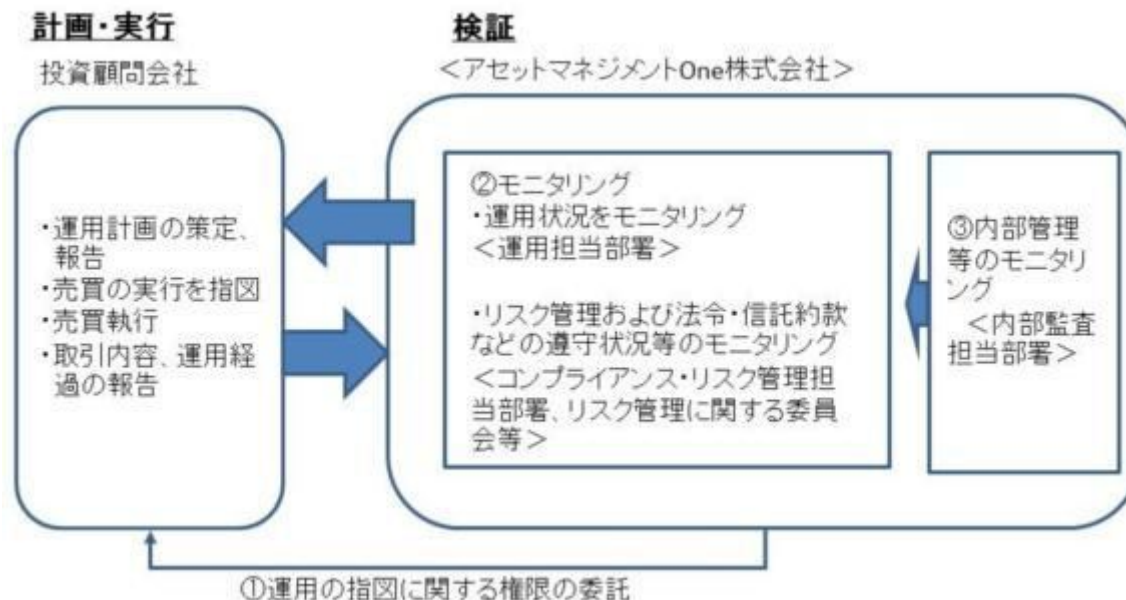 計画・実行
投資顧問会社
・運用計画の策定、
報告
・売買の実行を指図
・売買執行
・取引内容、運用経
過の報告
検証
＜アセットマネジメントOne株式会社＞
②モニタリング
・運用状況をモニタリング
＜運用担当部署＞
・リスク管理および法令・信託約款
などの遵守状況等のモニタリング
＜コンプライアンス・リスク管理担
当部署、リスク管理に関する委員
会等＞
③内部管理
等のモニタリ
ング
＜内部監査
担当部署＞
①運用の指図に関する権限の委託